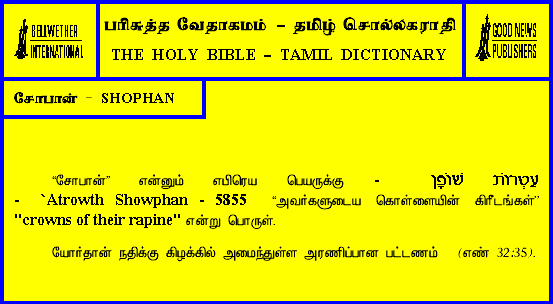 BELLWETHER
INTERNATIONAL
பரிசுத்த வேதாகமம் – தமிழ் சொல்லகராதி
THE HOLY BIBLE – TAMIL DICTIONARY
GOOD NEWS
PUBLISHERS
சோபான் – SHOPHAN
“சோபான்” என்னும் எபிரெய பெயருக்கு - עַטְרוֹת שׁוֹפָן
- `Atrowth Showphan - 5855 “அவர்களுடைய கொள்ளையின் கிரீடங்கள்”
"crowns of their rapine" என்று பொருள்.
யோர்தான் நதிக்கு கிழக்கில் அமைந்துள்ள அரணிப்பான பட்டணம் (எண் 32:35).